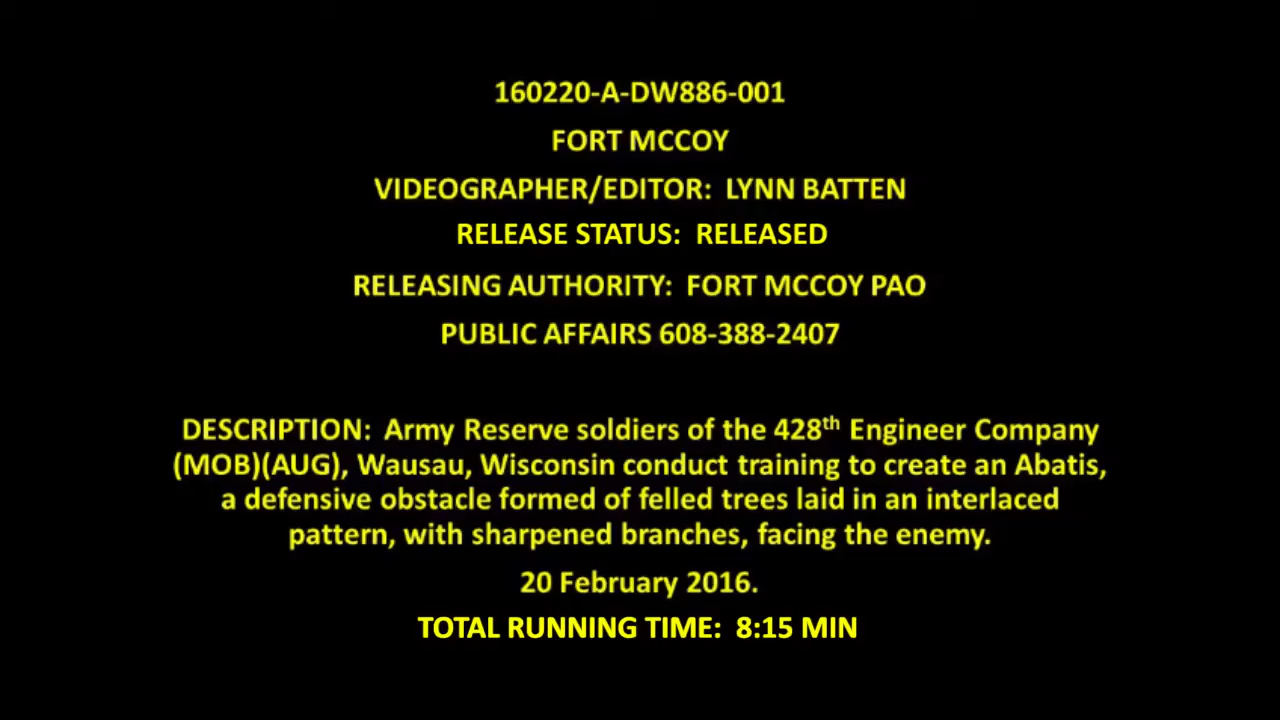 160220-A-DW886-001
FORT MCCOY
VIDEOGRAPHER/EDITOR: LYNN BATTEN
RELEASE STATUS: RELEASED
RELEASING AUTHORITY: FORT MCCOY PAO
PUBLIC AFFAIRS 608-388-2407
DESCRIPTION: Army Reserve soldiers of the 428th Engineer Company
(MOB)(AUG), Wausau, Wisconsin conduct training to create an Abatis,
a defensive obstacle formed of felled trees laid in an interlaced
pattern, with sharpened branches, facing the enemy.
20 February 2016.
TOTAL RUNNING TIME: 8:15 MIN